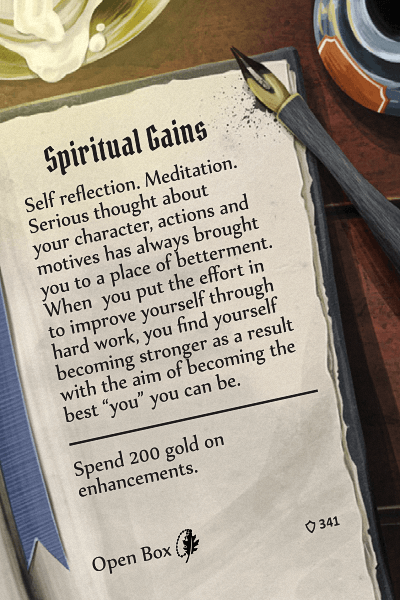 Spiritual Gains
Self reflection. Meditation.
Serious thought about
your character, actions and
motives has always brought
you to a place of betterment.
When you put the effort in
to improve yourself through
hard work, you find yourself
becoming stronger as a result
with the aim of becoming the
best “you” you can be.
Spend 200 gold on
enhancements.
Open Box
341